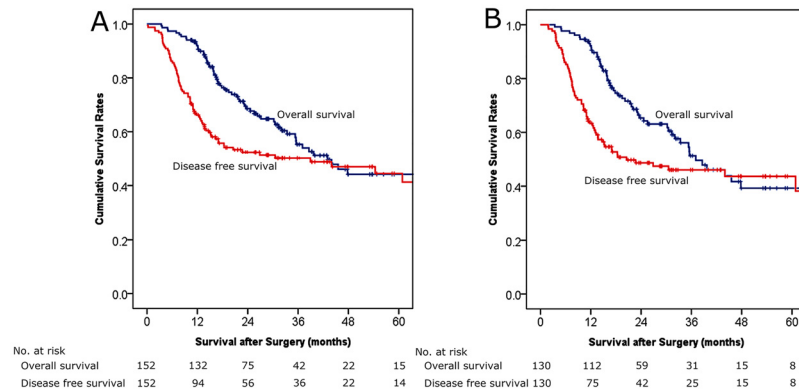 A
Cumulative Survival Rates
1.0
0.8
0.6
0.4
0.2
0.0
Overall survival
Disease free survival
0 12 24 36 48 60
Survival after Surgery (months)
No. at risk
Overall survival 152 132 75 42 22 15
Disease free survival 152 94 56 36 22 14
B
Cumulative Survival Rates
1.0
0.8
0.6
0.4
0.2
0.0
Overall survival
Disease free survival
0 12 24 36 48 60
Survival after Surgery (months)
No. at risk
Overall survival 130 112 59 31 15 8
Disease free survival 130 75 42 25 15 8